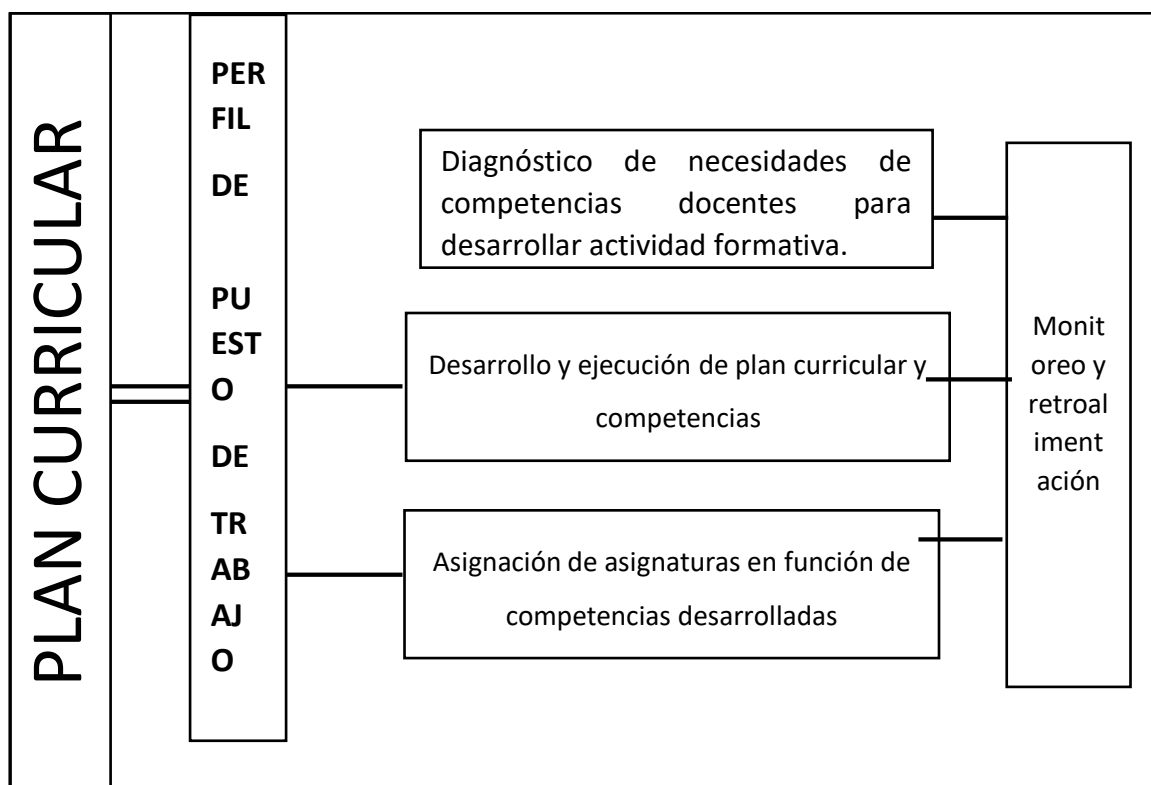 PLAN CURRICULAR
PER
FIL
DE
PU
EST
O
DE
TR
AB
AJ
O
Diagnóstico de necesidades de
competencias docentes para
desarrollar actividad formativa.
Desarrollo y ejecución de plan curricular y
competencias
Asignación de asignaturas en función de
competencias desarrolladas
Monit
oreo y
retroal
iment
ación